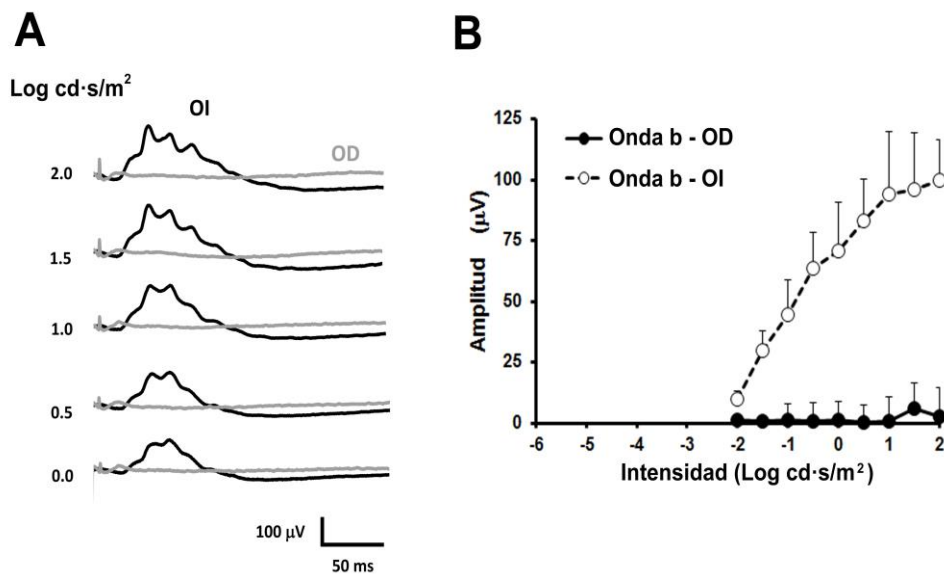 A
Log cd·s/m²
OI
OD
2.0
1.5
1.0
0.5
0.0
100 µV
50 ms
B
125
100
75
50
25
0
Amplitud (µV)
Onda b - OD
Onda b - OI
-6 -5 -4 -3 -2 -1 0 1 2
Intensidad (Log cd·s/m²)